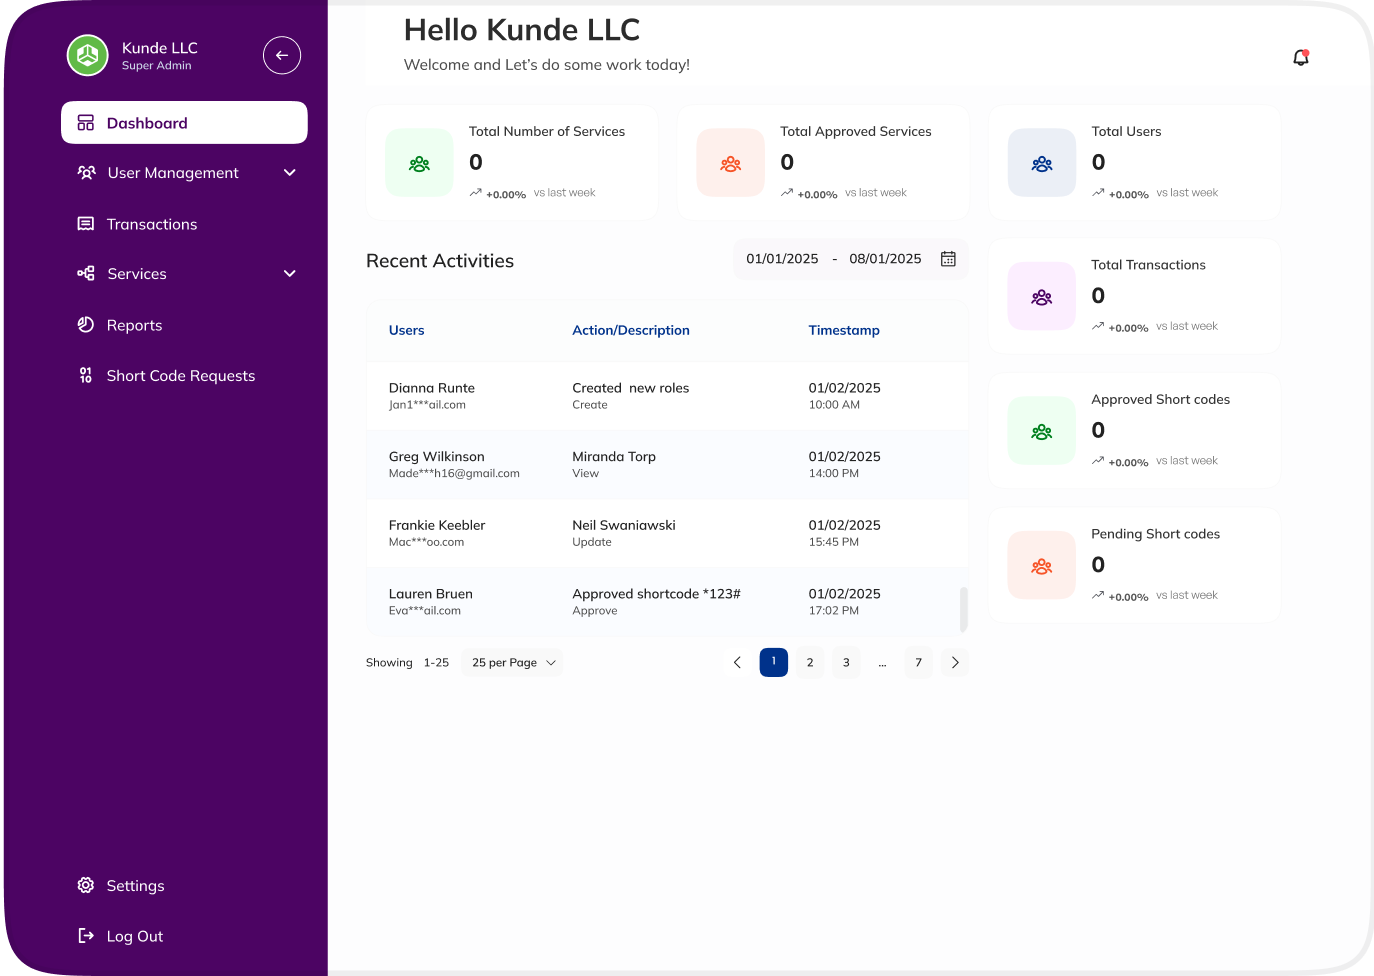 Kunde LLC
Super Admin
Dashboard
User Management
Transactions
Services
Reports
Short Code Requests
Settings
Log Out
Hello Kunde LLC
Welcome and Let's do some work today!
Total Number of Services
0
+0.00% vs last week
Total Approved Services
0
+0.00% vs last week
Total Users
0
+0.00% vs last week
Recent Activities
01/01/2025 - 08/01/2025
Users Action/Description Timestamp
Dianna Runte Created new roles 01/02/2025
Jan1***ail.com Create 10:00 AM
Greg Wilkinson Miranda Torp 01/02/2025
Made***h16@gmail.com View 14:00 PM
Frankie Keebler Neil Swaniawski 01/02/2025
Mac***oo.com Update 15:45 PM
Lauren Bruen Approved shortcode *123# 01/02/2025
Eva***ail.com Approve 17:02 PM
Showing 1-25 25 per Page 1 2 3 ... 7
Total Transactions
0
+0.00% vs last week
Approved Short codes
0
+0.00% vs last week
Pending Short codes
0
+0.00% vs last week